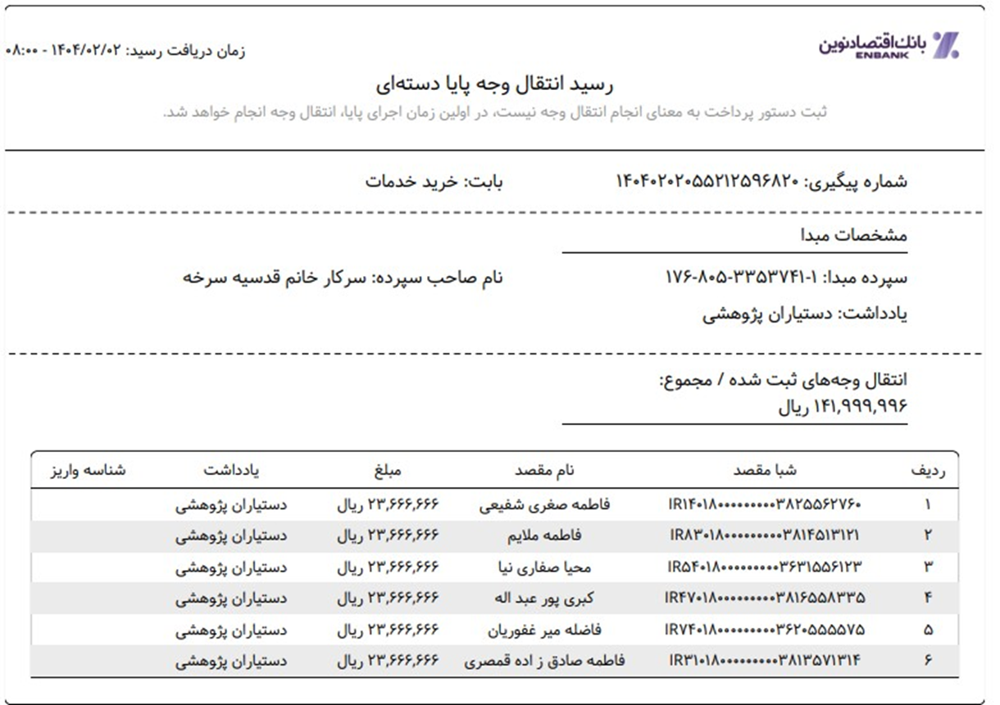 بانک اقتصاد نوین
ENBANK
زمان دریافت رسید: ۱۴۰۴/۰۲/۰۲ - ۰۸:۰۰
رسید انتقال وجه پایا دسته‌ای
ثبت دستور پرداخت به معنای انجام انتقال وجه نیست، در اولین زمان اجرای پایا، انتقال وجه انجام خواهد شد.
شماره پیگیری: ۱۴۰۴۰۲۰۲۰۵۵۲۱۲۵۹۶۸۲۰ بابت: خرید خدمات
مشخصات مبدا
سپرده مبدا: ۱-۳۳۵۳۷۴۱-۸۰۵-۱۷۶ نام صاحب سپرده: سرکار خانم قدسیه سرخه
یادداشت: دستیاران پژوهشی
انتقال وجه‌های ثبت شده / مجموع:
۱۴۱,۹۹۹,۹۹۶ ریال
ردیف شبا مقصد نام مقصد مبلغ یادداشت شناسه واریز
۱ IR۱۴۰۱۸۰۰۰۰۰۰۰۰۰۳۸۲۵۵۶۲۷۶۰ فاطمه صغری شفیعی ۲۳,۶۶۶,۶۶۶ ریال دستیاران پژوهشی
۲ IR۸۳۰۱۸۰۰۰۰۰۰۰۰۰۳۸۱۴۵۱۳۱۲۱ فاطمه ملایم ۲۳,۶۶۶,۶۶۶ ریال دستیاران پژوهشی
۳ IR۵۴۰۱۸۰۰۰۰۰۰۰۰۰۳۶۳۱۵۵۶۱۲۳ محیا صفاری نیا ۲۳,۶۶۶,۶۶۶ ریال دستیاران پژوهشی
۴ IR۴۷۰۱۸۰۰۰۰۰۰۰۰۰۳۸۱۶۵۵۸۳۳۵ کبری پور عبد اله ۲۳,۶۶۶,۶۶۶ ریال دستیاران پژوهشی
۵ IR۷۴۰۱۸۰۰۰۰۰۰۰۰۰۳۶۲۰۵۵۵۵۷۵ فاضله میر غفوریان ۲۳,۶۶۶,۶۶۶ ریال دستیاران پژوهشی
۶ IR۳۱۰۱۸۰۰۰۰۰۰۰۰۰۳۸۱۳۵۷۱۳۱۴ فاطمه صادق ز اده قمصری ۲۳,۶۶۶,۶۶۶ ریال دستیاران پژوهشی